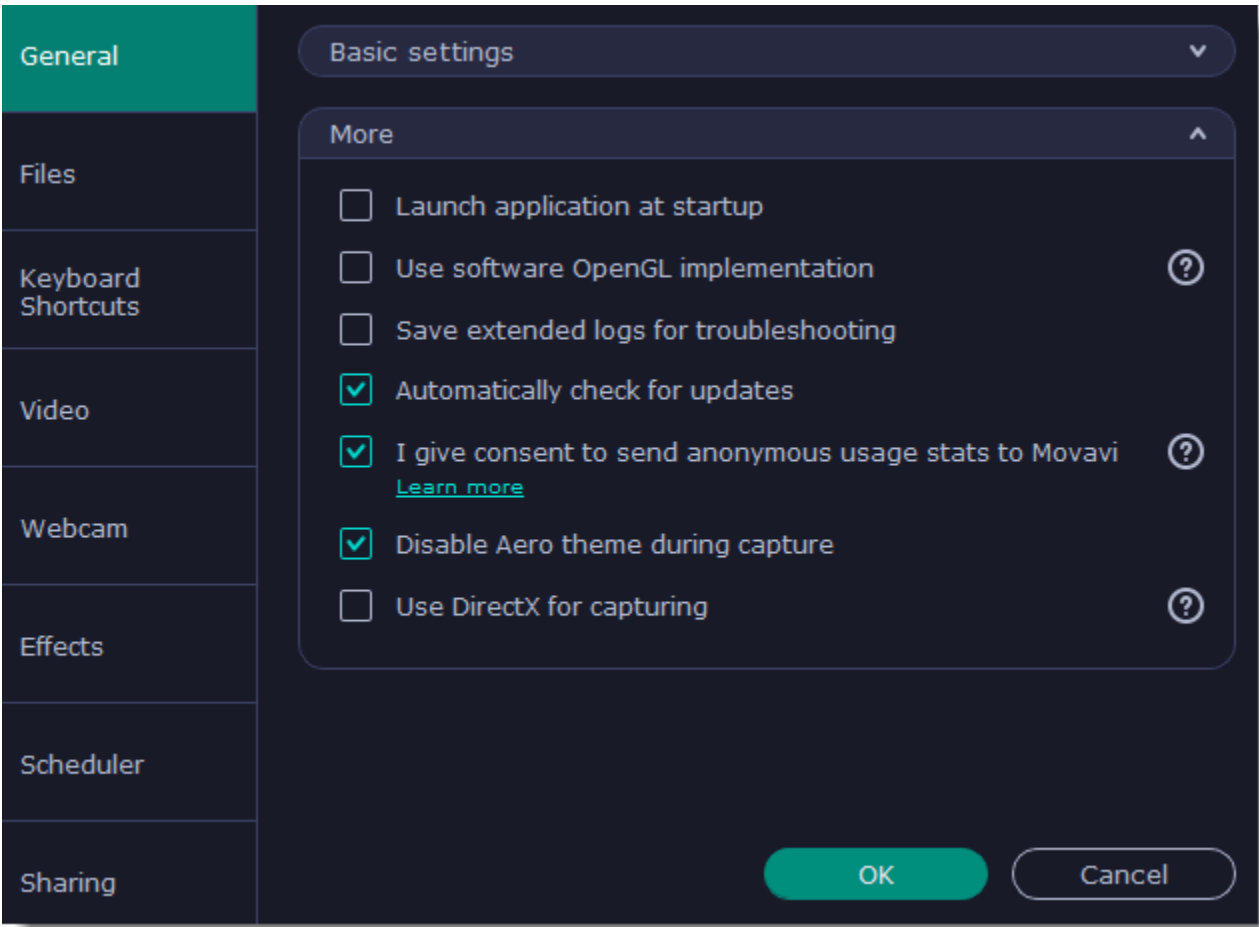 General
Files
Keyboard
Shortcuts
Video
Webcam
Effects
Scheduler
Sharing
Basic settings
More
Launch application at startup
Use software OpenGL implementation
Save extended logs for troubleshooting
Automatically check for updates
I give consent to send anonymous usage stats to Movavi
Learn more
Disable Aero theme during capture
Use DirectX for capturing
OK
Cancel